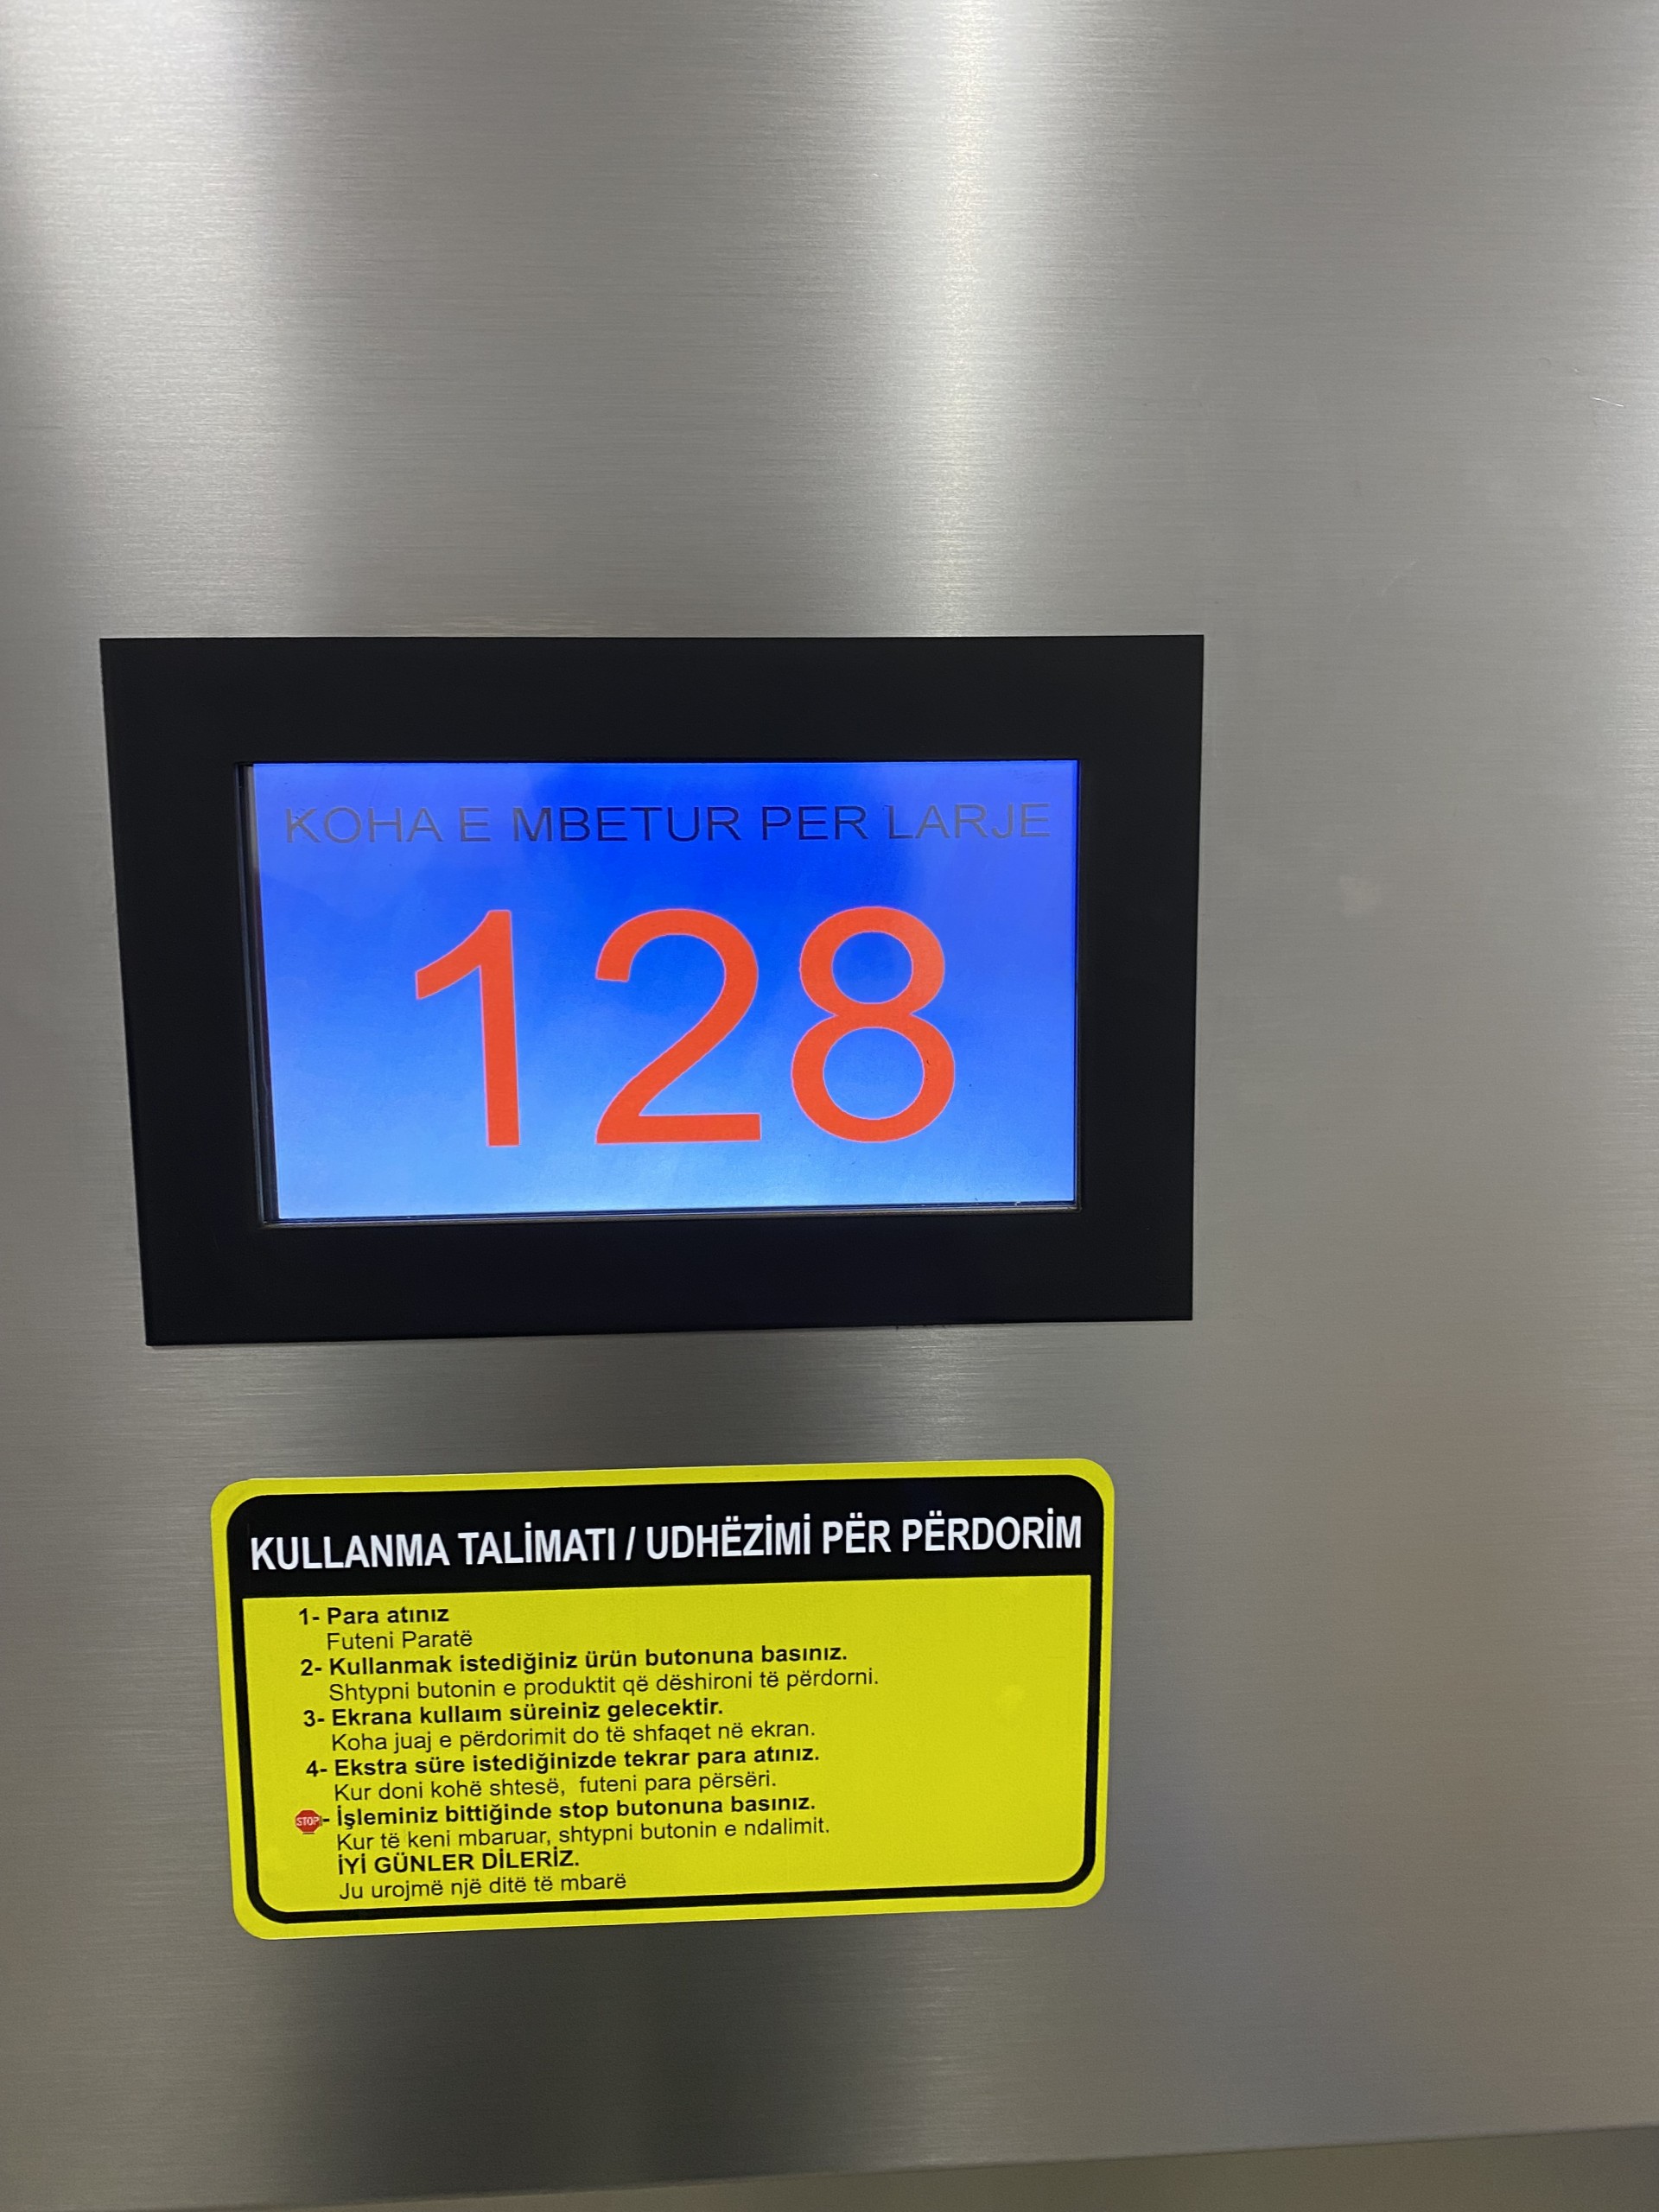 KOHA E MBETUR PER LARJE
128
KULLANMA TALİMATI / UDHËZİMİ PËR PËRDORİM
1- Para atınız
Futeni Paratë
2- Kullanmak istediğiniz ürün butonuna basınız.
Shtypni butonin e produktit që dëshironi të përdorni.
3- Ekrana kullaım süreiniz gelecektir.
Koha juaj e përdorimit do të shfaqet në ekran.
4- Ekstra süre istediğinizde tekrar para atınız.
Kur doni kohë shtesë, futeni para përsëri.
STOP - İşleminiz bittiğinde stop butonuna basınız.
Kur të keni mbaruar, shtypni butonin e ndalimit.
İYİ GÜNLER DİLERİZ.
Ju urojmë një ditë të mbarë